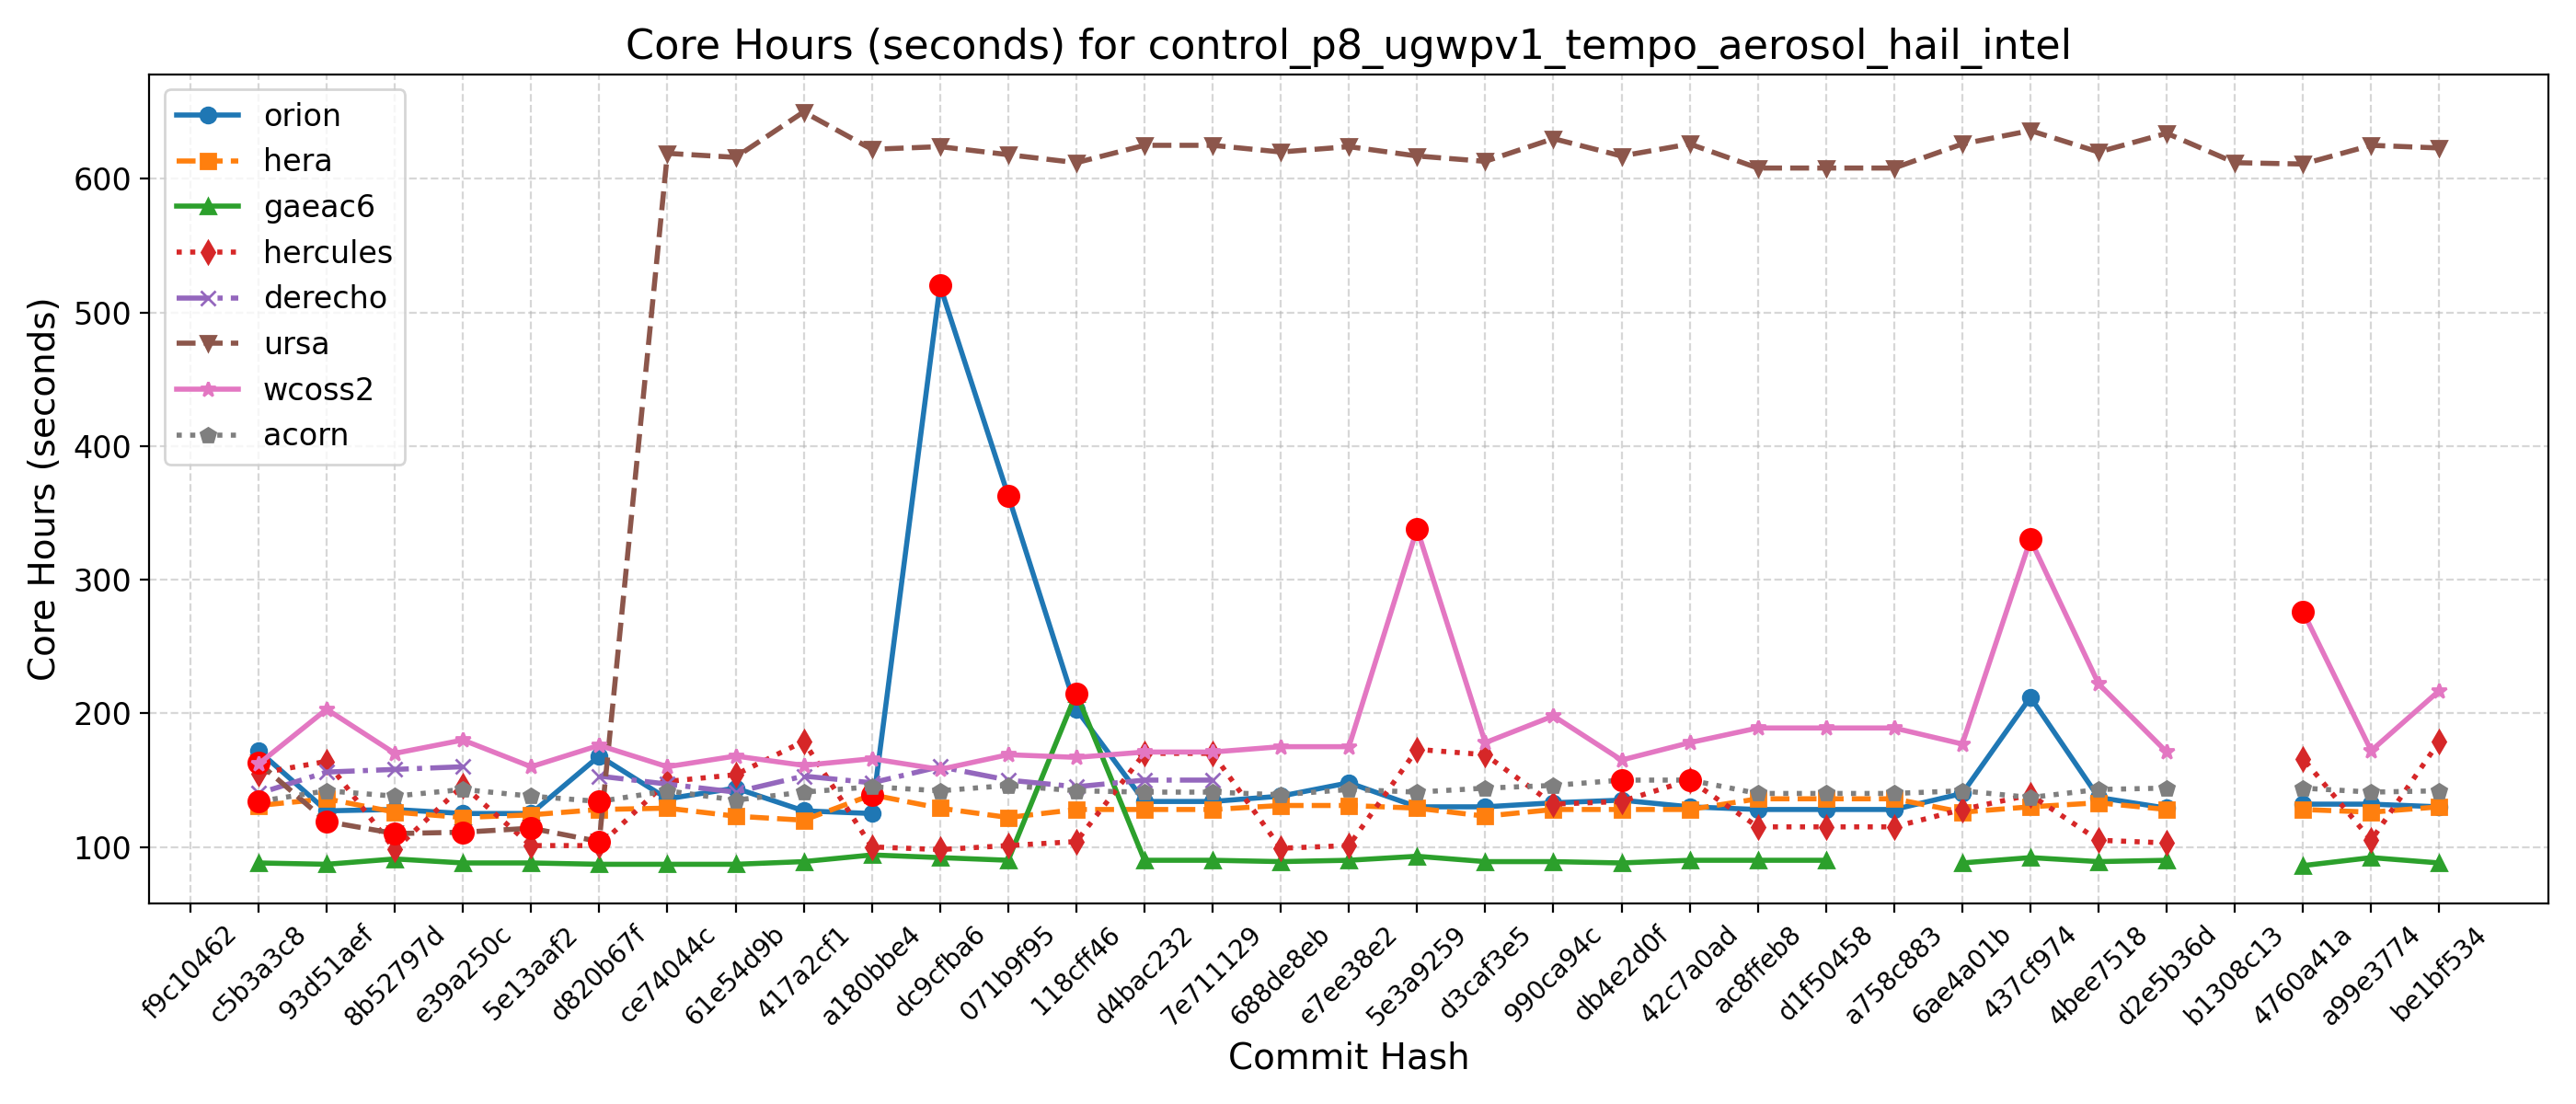 Core Hours (seconds) for control_p8_ugwpv1_tempo_aerosol_hail_intel
orion
hera
gaeac6
hercules
derecho
ursa
wcoss2
acorn
Core Hours (seconds)
600
500
400
300
200
100
f9c10462
c5b3a3c8
93d51aef
8b52797d
e39a250c
5e13aaf2
d820b67f
ce74044c
61e54d9b
417a2cf1
a180bbe4
dc9cfba6
071b9f95
118cff46
d4bac232
7e711129
688de8eb
e7ee38e2
5e3a9259
d3caf3e5
990ca94c
db4e2d0f
42c7a0ad
ac8ffeb8
d1f50458
a758c883
6ae4a01b
437cf974
4bee7518
d2e5b36d
b1308c13
4760a41a
a99e3774
be1bf534
Commit Hash